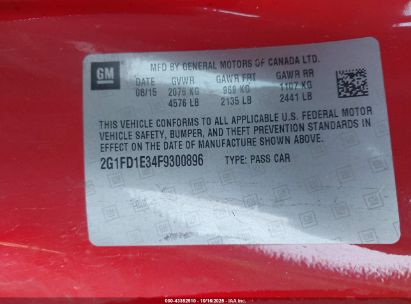 GM
MFD BY GENERAL MOTORS OF CANADA LTD.
DATE GVWR GAWR FRT GAWR RR
06/15 2076 KG 969 KG 1107 KG
4576 LB 2135 LB 2441 LB
THIS VEHICLE CONFORMS TO ALL APPLICABLE U.S. FEDERAL MOTOR
VEHICLE SAFETY, BUMPER, AND THEFT PREVENTION STANDARDS IN
EFFECT ON THE DATE OF MANUFACTURE SHOWN ABOVE.
2G1FD1E34F9300896 TYPE: PASS CAR